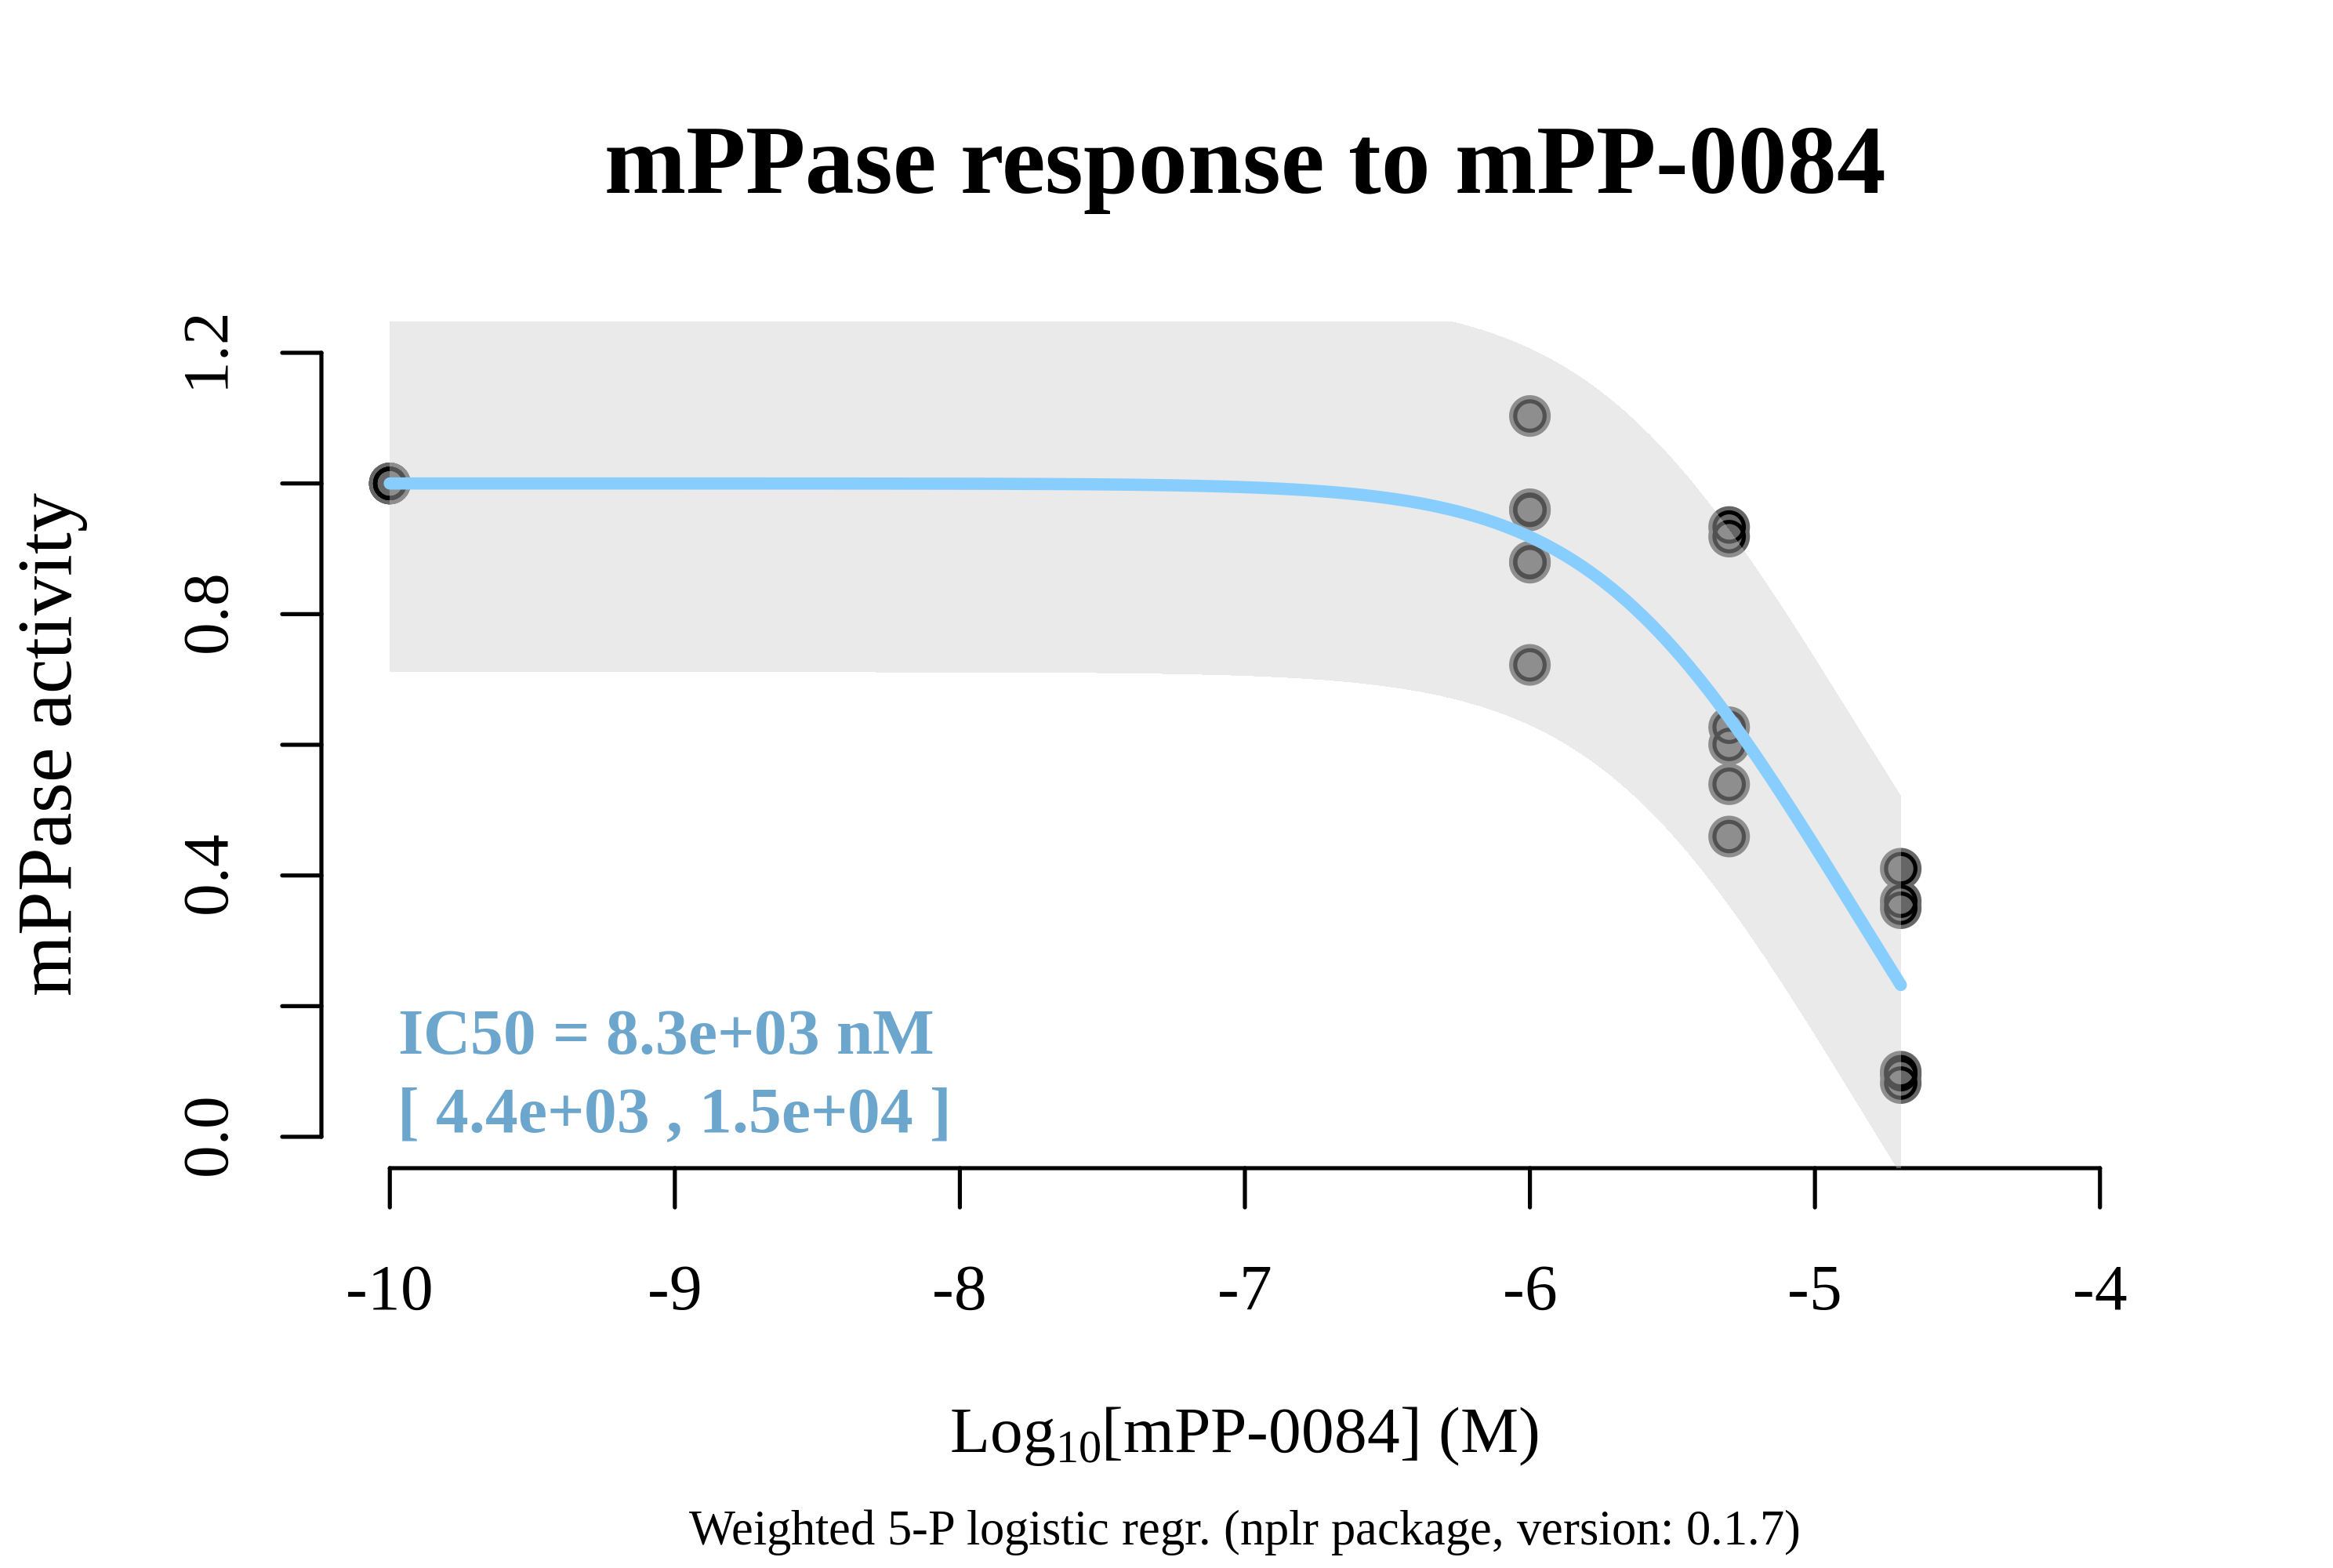 mPPase response to mPP-0084
mPPase activity
1.2
0.8
0.4
0.0
IC50 = 8.3e+03 nM
[ 4.4e+03 , 1.5e+04 ]
-10 -9 -8 -7 -6 -5 -4
Log10[mPP-0084] (M)
Weighted 5-P logistic regr. (nplr package, version: 0.1.7)